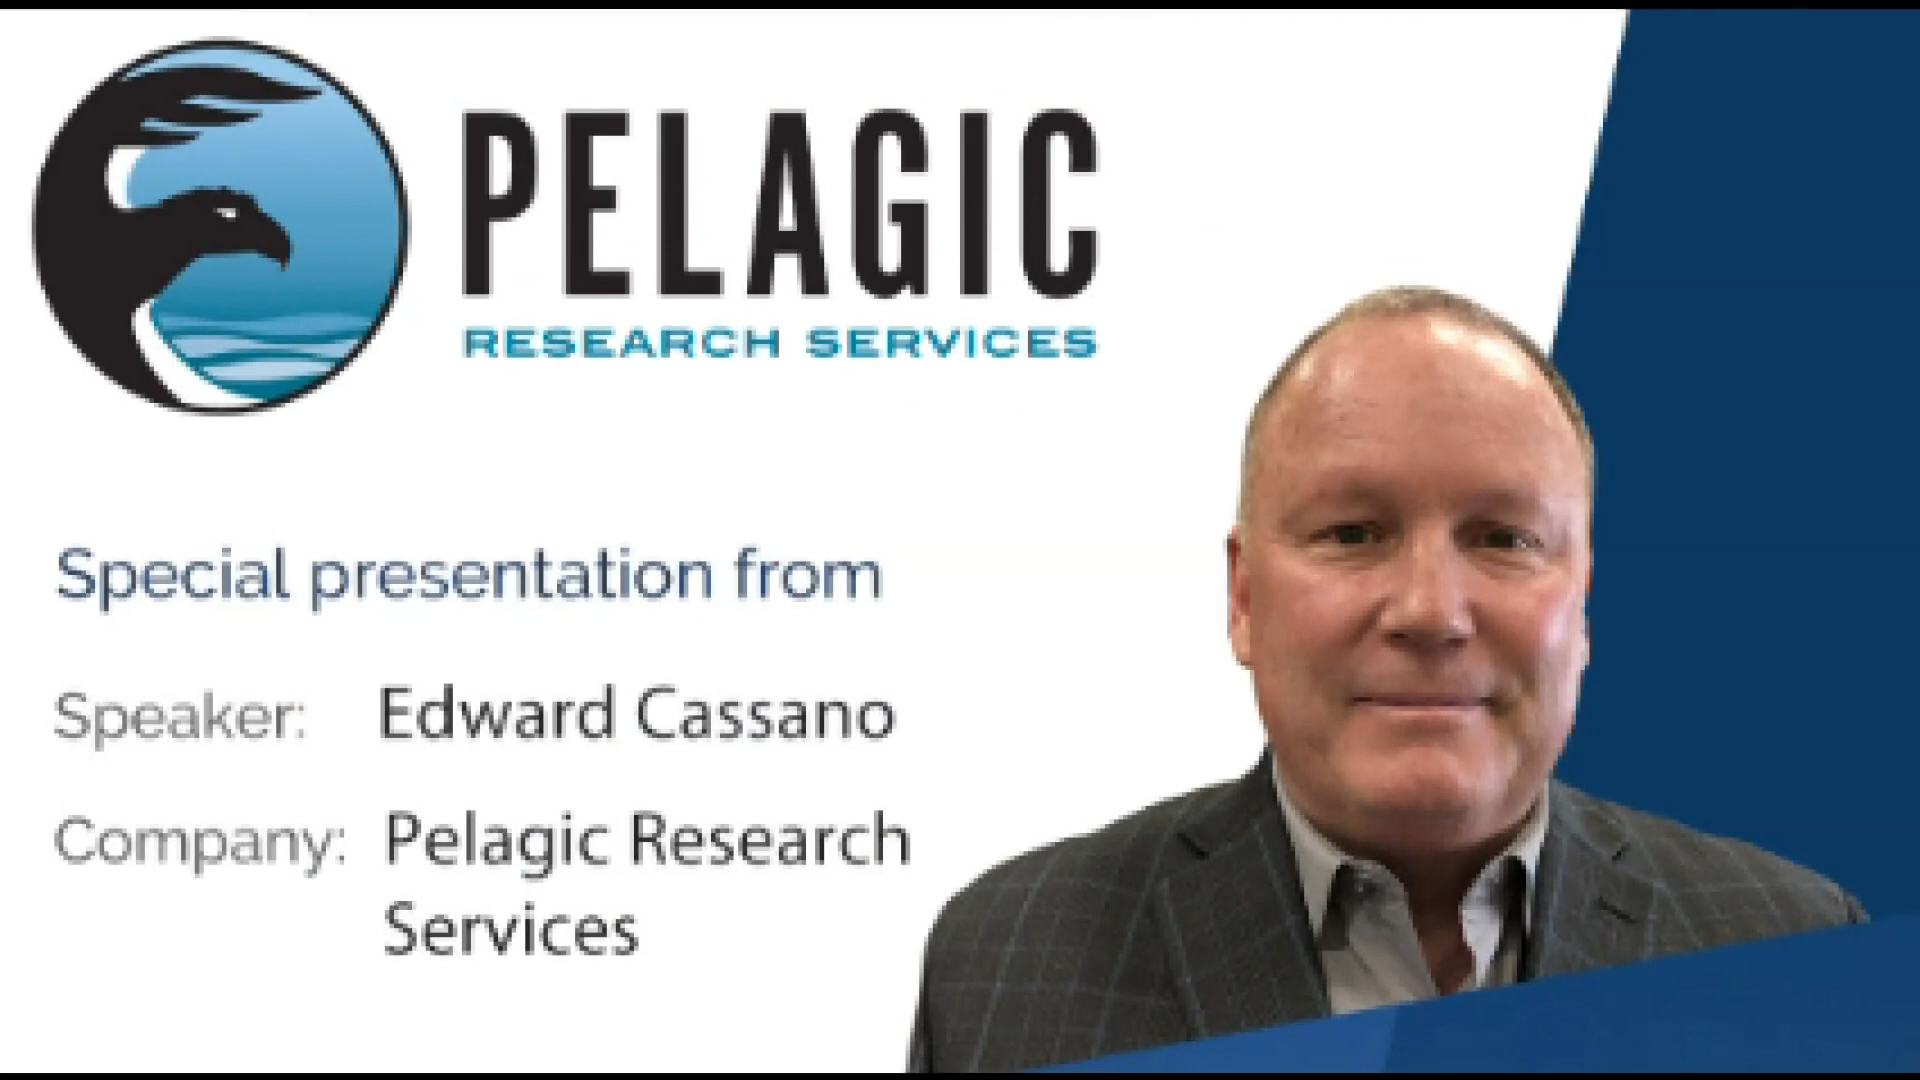 PELAGIC
RESEARCH SERVICES
Special presentation from
Speaker: Edward Cassano
Company: Pelagic Research
Services